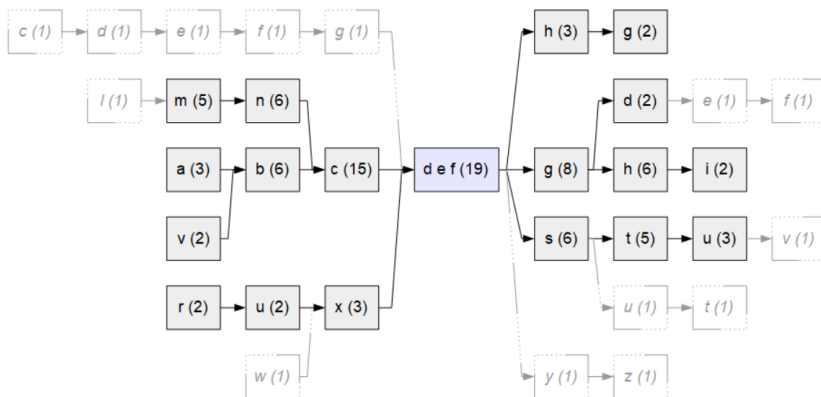 c (1) d (1) e (1) f (1) g (1) h (3) g (2)
l (1) m (5) n (6) d (2) e (1) f (1)
a (3) b (6) c (15) d e f (19) g (8) h (6) i (2)
v (2) s (6) t (5) u (3) v (1)
r (2) u (2) x (3) u (1) t (1)
w (1) y (1) z (1)